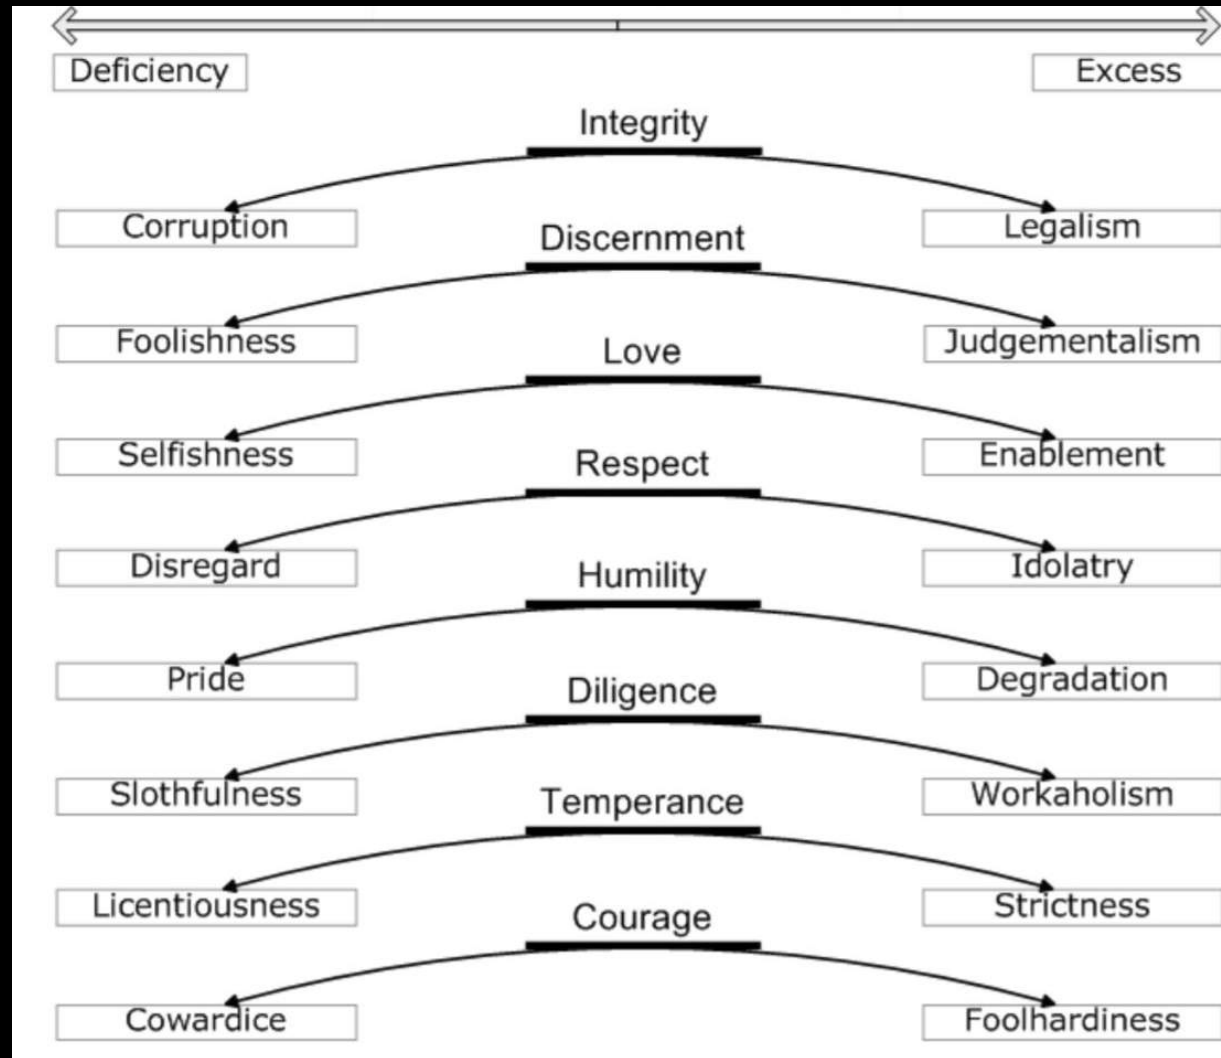 Deficiency Excess
Integrity
Corruption Legalism
Discernment
Foolishness Judgementalism
Love
Selfishness Enablement
Respect
Disregard Idolatry
Humility
Pride Degradation
Diligence
Slothfulness Workaholism
Temperance
Licentiousness Strictness
Courage
Cowardice Foolhardiness